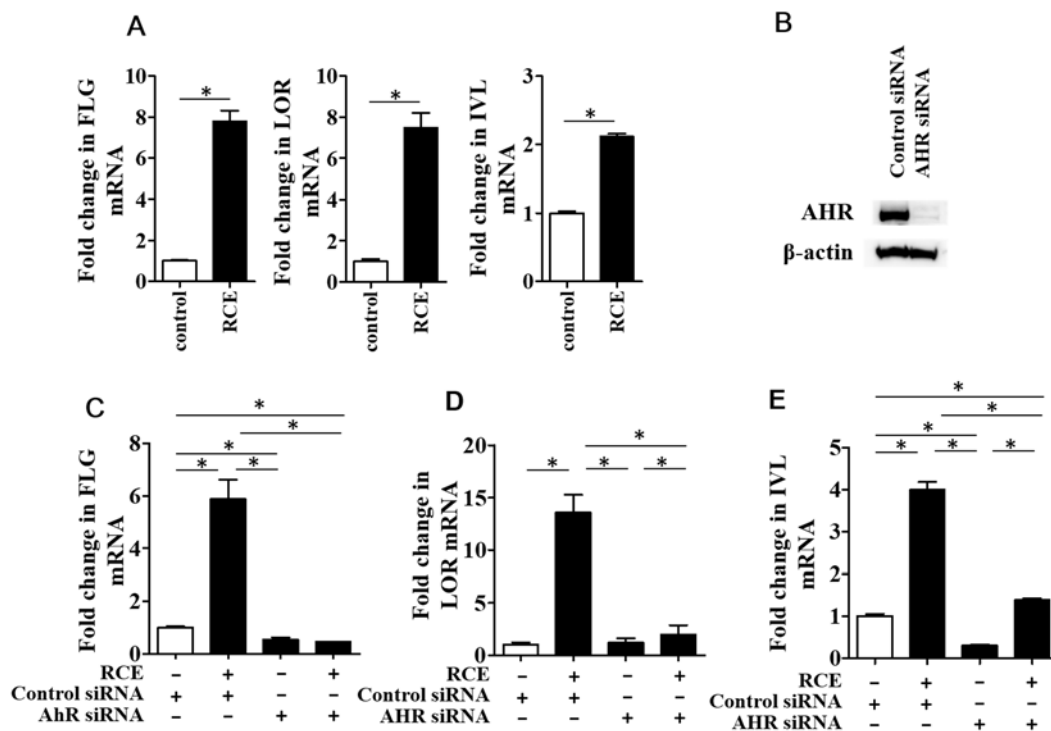 A
B
Fold change in FLG
mRNA
10
8
6
4
2
0
*
control
RCE
Fold change in LOR
mRNA
10
8
6
4
2
0
*
control
RCE
Fold change in IVL
mRNA
3
2
1
0
*
control
RCE
Control siRNA
AHR siRNA
AHR
β-actin
C
Fold change in FLG
mRNA
8
6
4
2
0
*
* *
* *
RCE − + − +
Control siRNA + + − −
AhR siRNA − − + +
D
Fold change in
LOR mRNA
20
15
10
5
0
*
* * *
RCE − + − +
Control siRNA + + − −
AHR siRNA − − + +
E
Fold change in IVL
mRNA
5
4
3
2
1
0
*
*
*
* * *
RCE − + − +
Control siRNA + + − −
AHR siRNA − − + +